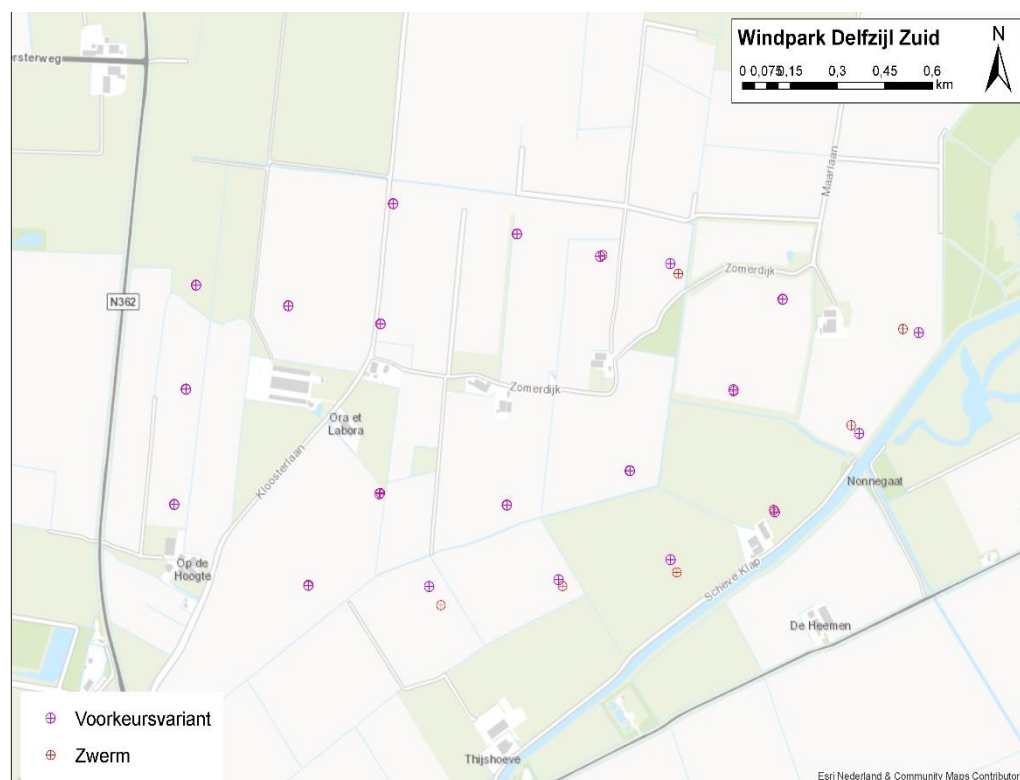 Windpark Delfzijl Zuid
N
0 0,075 0,15 0,3 0,45 0,6
km
ersterweg
Maarlaan
Zomerdijk
N362
Zomerdijk
Ora et
Labora
Kloosterlaan
Nonnegaat
Op de
Hoogte
Scheve Klap
De Heemen
Voorkeursvariant
Zwerm
Thijshoeve
Esri Nederland & Community Maps Contributor